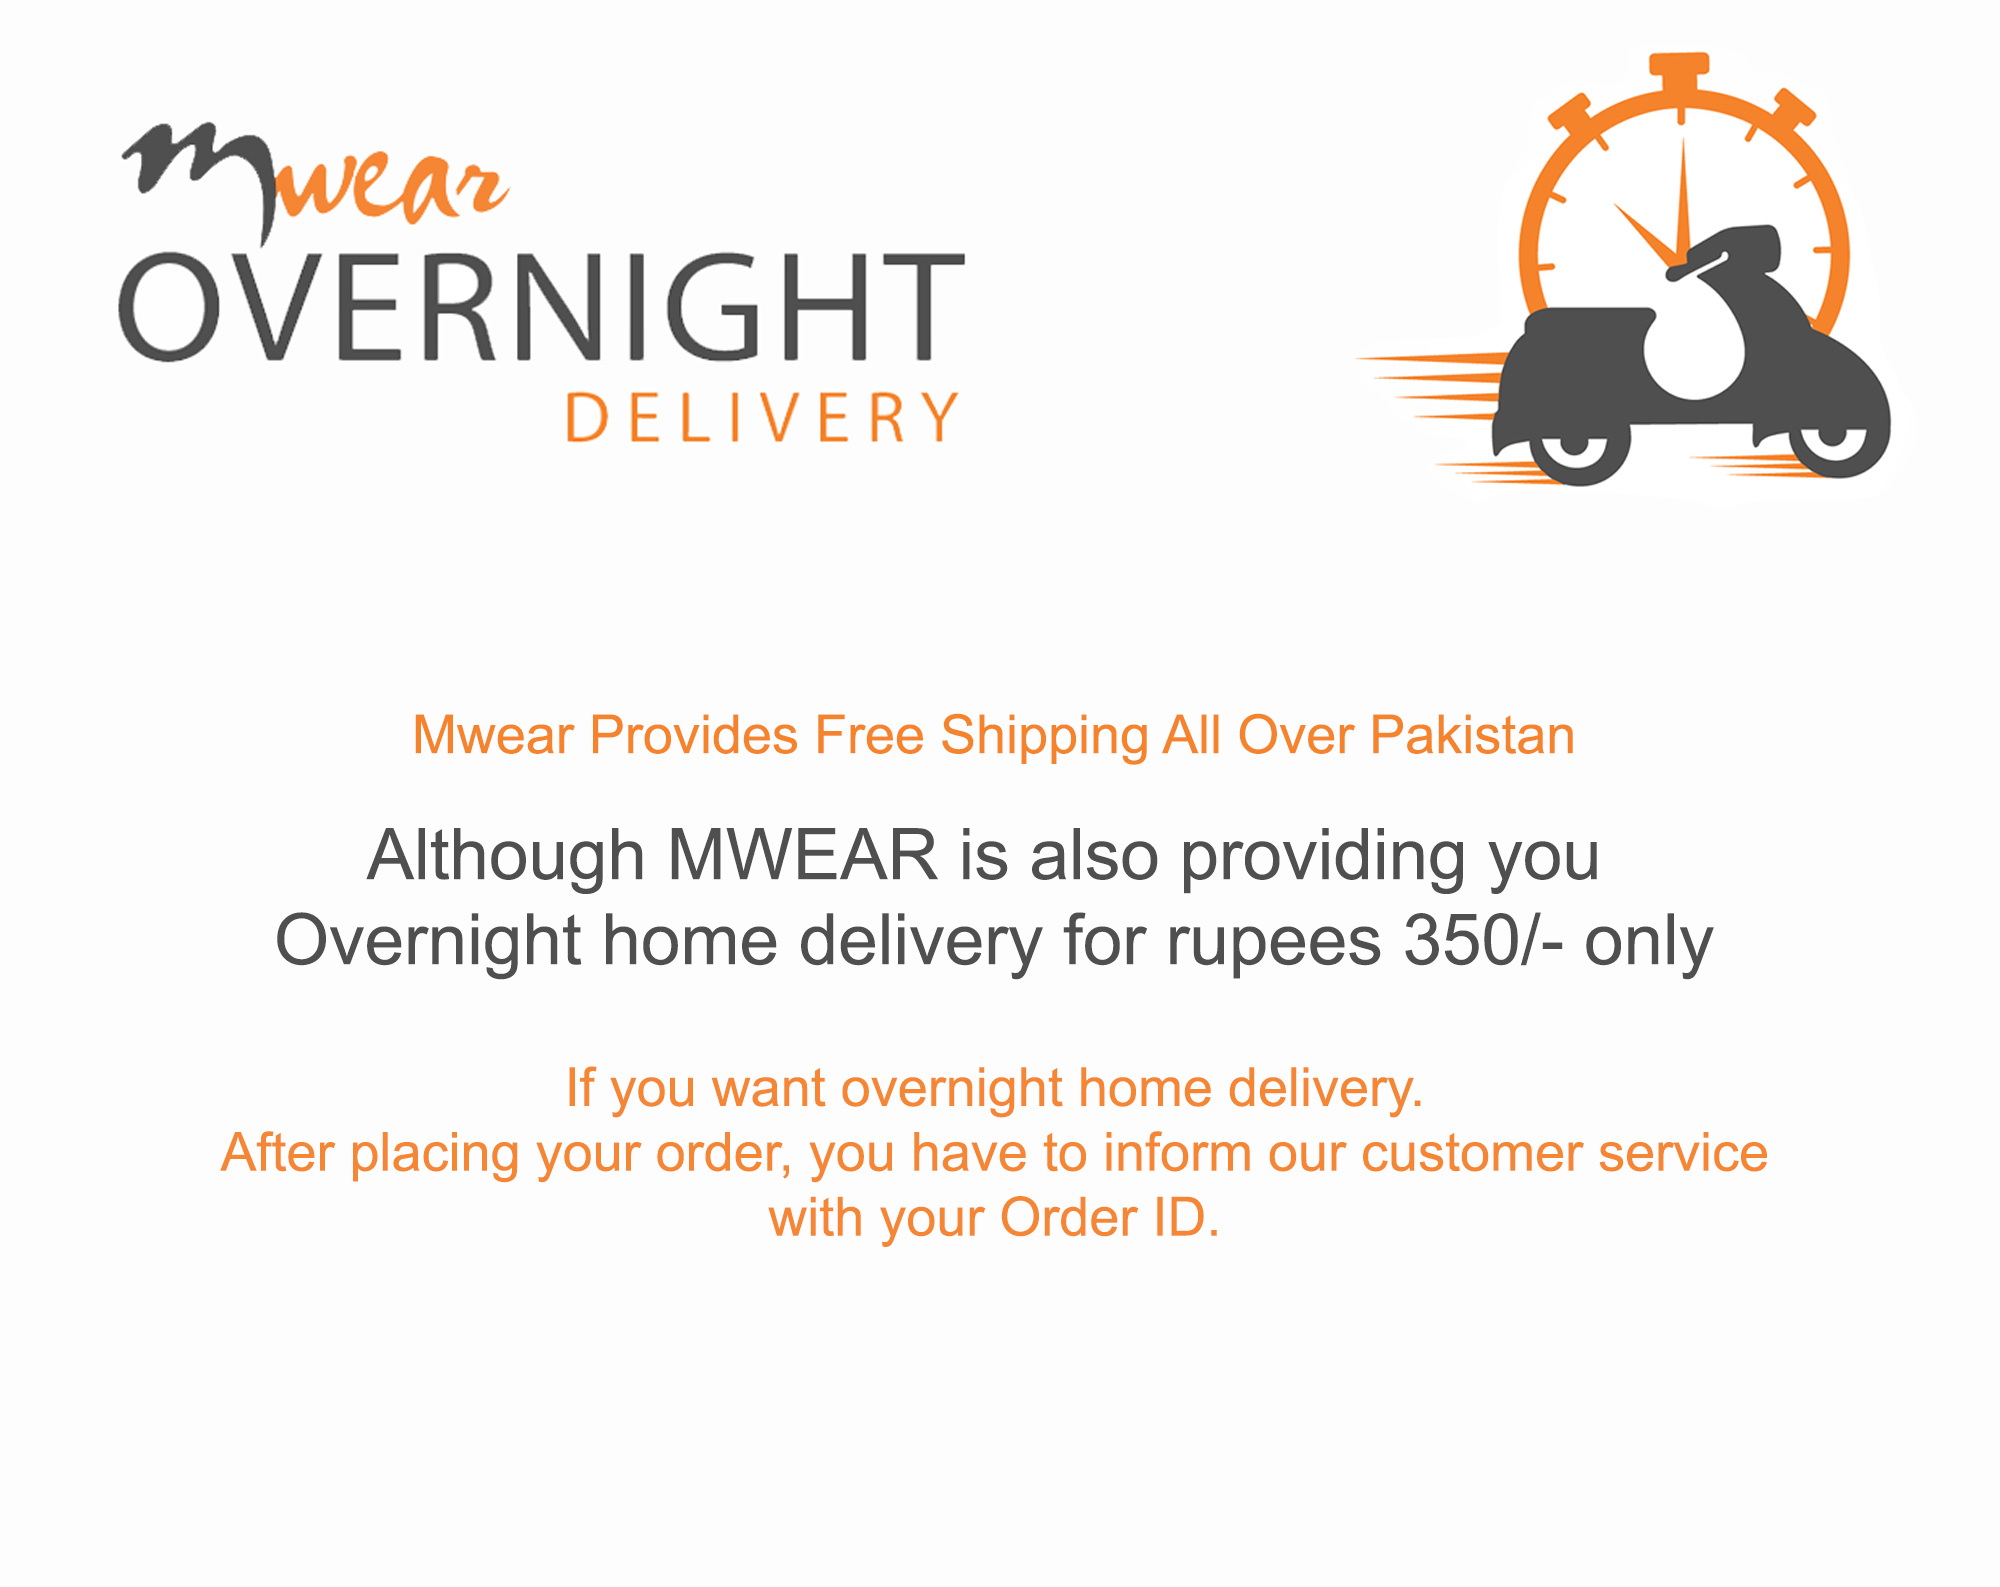 Mwear
OVERNIGHT
DELIVERY
Mwear Provides Free Shipping All Over Pakistan
Although MWEAR is also providing you
Overnight home delivery for rupees 350/- only
If you want overnight home delivery.
After placing your order, you have to inform our customer service
with your Order ID.